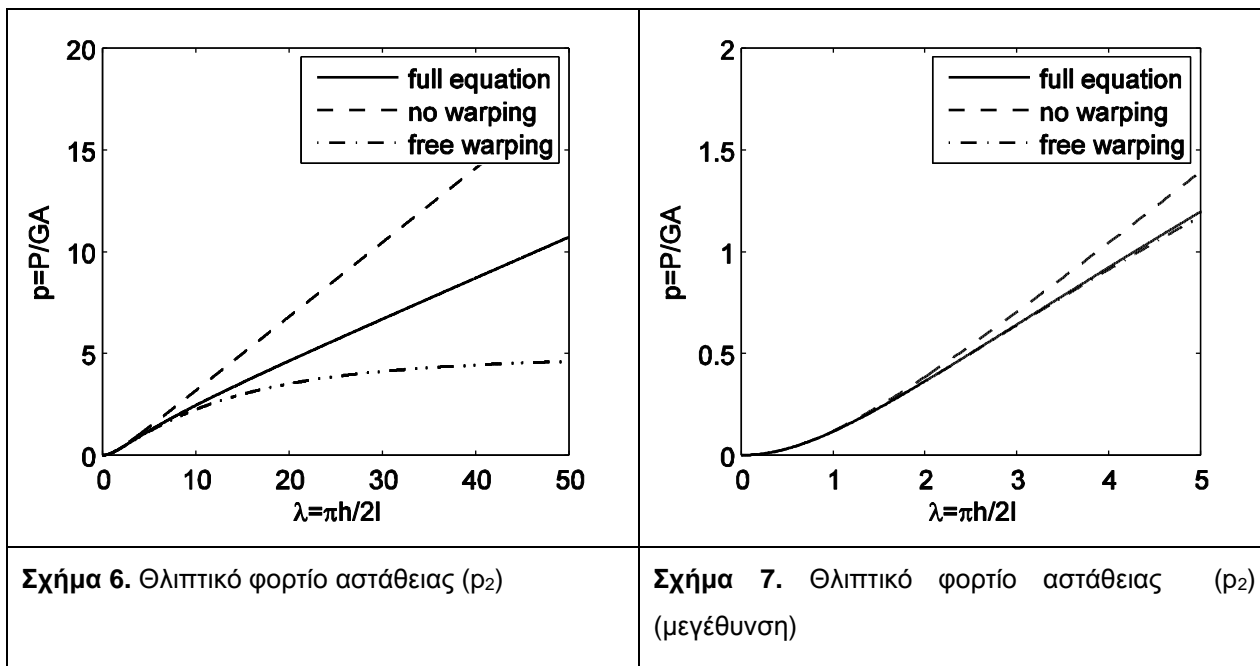 20
15
10
5
0
0 10 20 30 40 50
p=P/GA
λ=πh/2l
full equation
no warping
free warping
2
1.5
1
0.5
0
0 1 2 3 4 5
p=P/GA
λ=πh/2l
full equation
no warping
free warping
Σχήμα 6. Θλιπτικό φορτίο αστάθειας (p₂)
Σχήμα 7. Θλιπτικό φορτίο αστάθειας (p₂)
(μεγέθυνση)